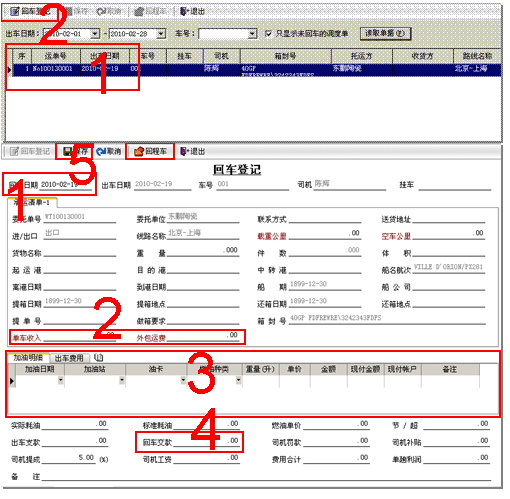 回车登记 保存 取消 回程车 退出
出车日期: 2010-02-01 - 2010-02-28 车号: 只显示未回车的调度单 读取单据(F)
序 运单号 出车日期 车号 挂车 司机 箱封号 托运方 收货方 路线名称
1 No100130001 2010-02-19 001 陈辉 40GF 东鹏陶瓷 北京-上海
FDFREWEE\3242343FDFS
2
1
回车登记 保存 取消 回程车 退出
5
回车登记
回车日期 2010-02-19 出车日期 2010-02-19 车号 001 司机 陈辉 挂车
1
清单-1
委托单号 WT100130001 委托单位 东鹏陶瓷 联系方式 送货地址
进/出口 出口 线路名称 北京-上海 载重公里 .00 空车公里 .00
货物名称 重 量 .000 件 数 .000 体 积
起 运 港 目 的 港 中 转 港 船名航次 VILLE D'ORION/PX281
离港日期 到港日期 船 期 1899-12-30 船 公 司
提箱日期 1899-12-30 提箱地点 还箱日期 1899-12-30 还箱地点
提 单 号 做箱要求 箱 封 号 40GF FDFREWEE\3242343FDFS
单车收入 .00 外包运费 .00
2
加油明细 出车费用
加油日期 加油站 油卡 燃油种类 重量(升) 单价 金额 现付金额 现付帐户 备注
3
实际耗油 .00 标准耗油 .00 燃油单价 .00 节 / 超 .00
出车支款 .00 回车交款 .00 司机罚款 .00 司机补贴 .00
4
司机提成 5.00 (%) 司机工资 .00 费用合计 .00 单趟利润 .00
备 注